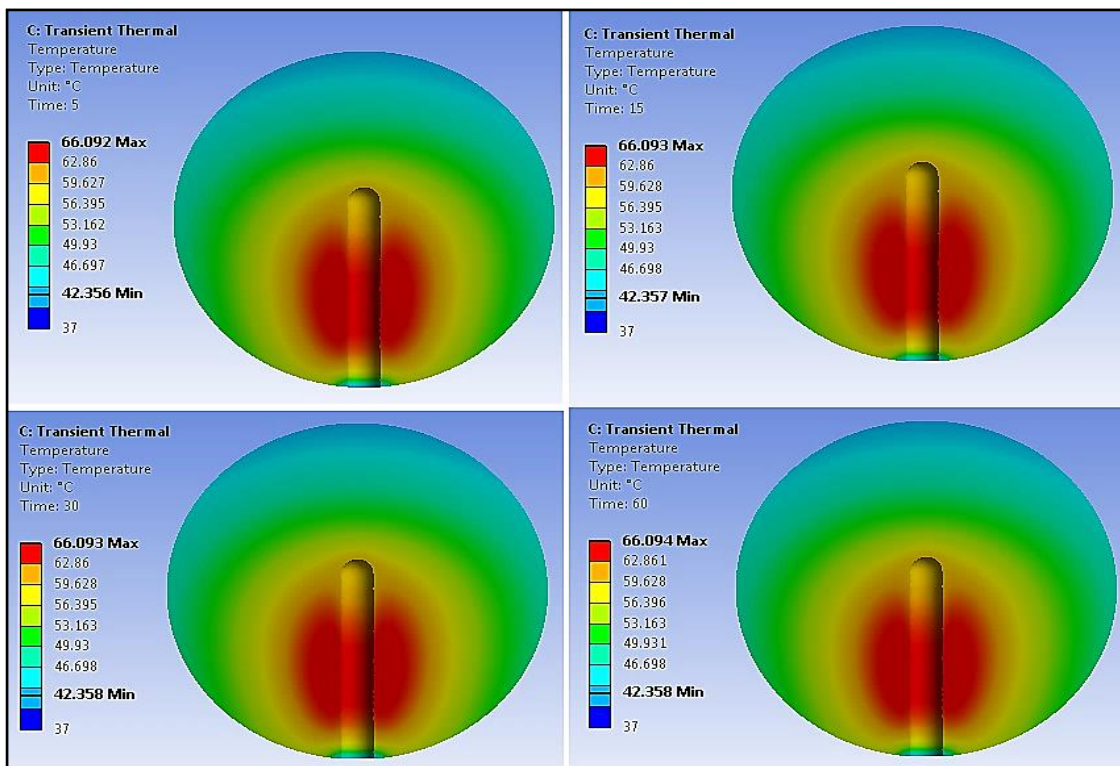 C: Transient Thermal
Temperature
Type: Temperature
Unit: °C
Time: 5
66.092 Max
62.86
59.627
56.395
53.162
49.93
46.697
42.356 Min
37
C: Transient Thermal
Temperature
Type: Temperature
Unit: °C
Time: 15
66.093 Max
62.86
59.628
56.395
53.163
49.93
46.698
42.357 Min
37
C: Transient Thermal
Temperature
Type: Temperature
Unit: °C
Time: 30
66.093 Max
62.86
59.628
56.395
53.163
49.93
46.698
42.358 Min
37
C: Transient Thermal
Temperature
Type: Temperature
Unit: °C
Time: 60
66.094 Max
62.861
59.628
56.396
53.163
49.931
46.698
42.358 Min
37